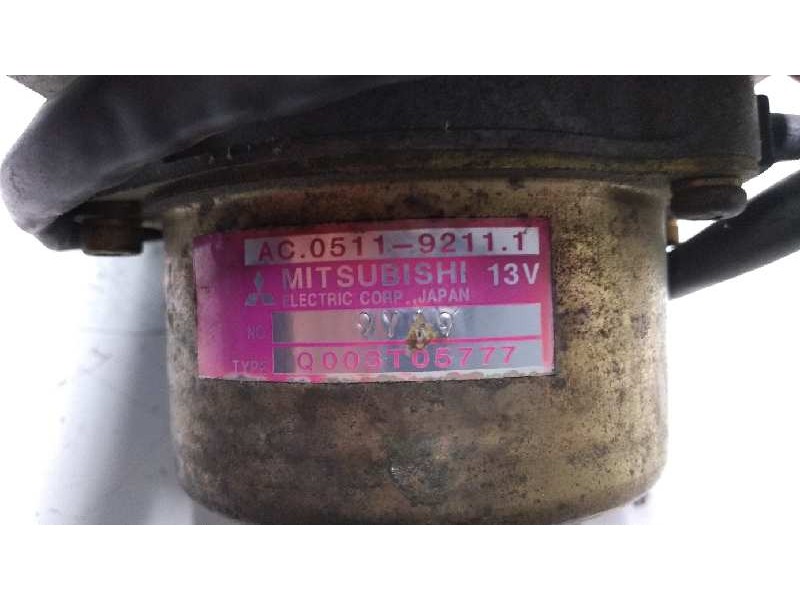 AC.0511-9211.1
MITSUBISHI 13V
ELECTRIC CORP., JAPAN
NO.
TYPE Q003T05777